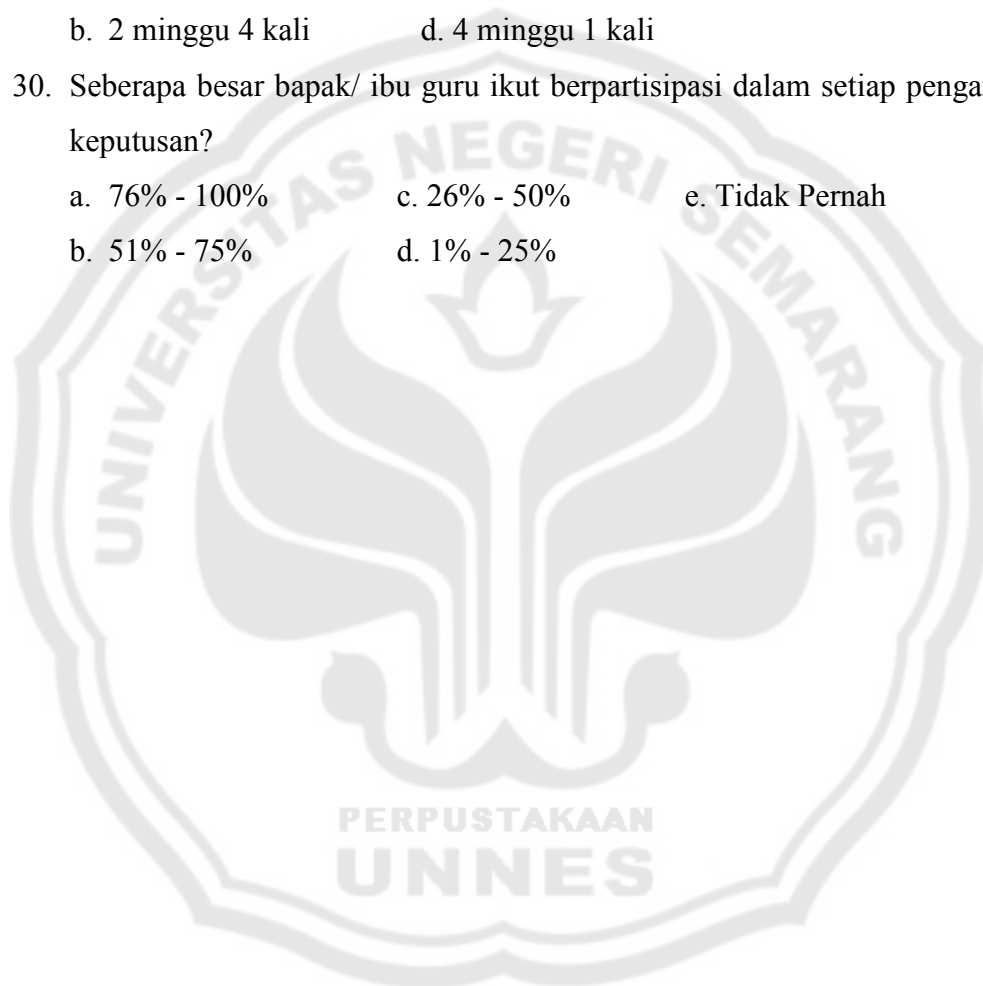 b. 2 minggu 4 kali d. 4 minggu 1 kali
30. Seberapa besar bapak/ ibu guru ikut berpartisipasi dalam setiap
keputusan?
a. 76% - 100% c. 26% - 50% e. Tidak Pernah
b. 51% - 75% d. 1% - 25%
UNIVERSITAS NEGERI SEMARANG
PERPUSTAKAAN
UNNES